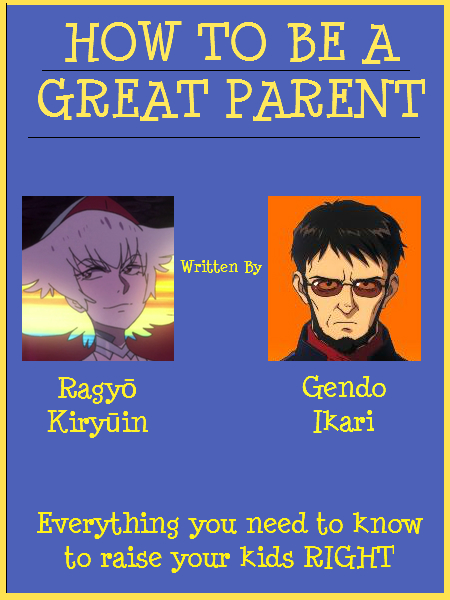 HOW TO BE A
GREAT PARENT
Written By
Ragyō
Kiryūin
Gendo
Ikari
Everything you need to know
to raise your kids RIGHT